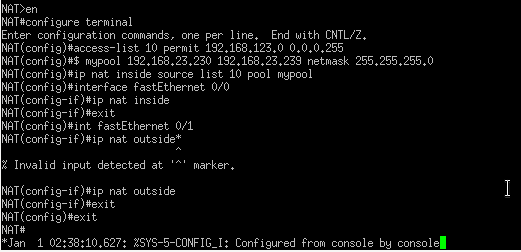 NAT>en
NAT#configure terminal
Enter configuration commands, one per line.  End with CNTL/Z.
NAT(config)#access-list 10 permit 192.168.123.0 0.0.0.255
NAT(config)#$ mypool 192.168.23.230 192.168.23.239 netmask 255.255.255.0
NAT(config)#ip nat inside source list 10 pool mypool
NAT(config)#interface fastEthernet 0/0
NAT(config-if)#ip nat inside
NAT(config-if)#exit
NAT(config)#int fastEthernet 0/1
NAT(config-if)#ip nat outside*
^
% Invalid input detected at '^' marker.
NAT(config-if)#ip nat outside
NAT(config-if)#exit
NAT(config)#exit
NAT#
*Jan  1 02:38:10.627: %SYS-5-CONFIG_I: Configured from console by console